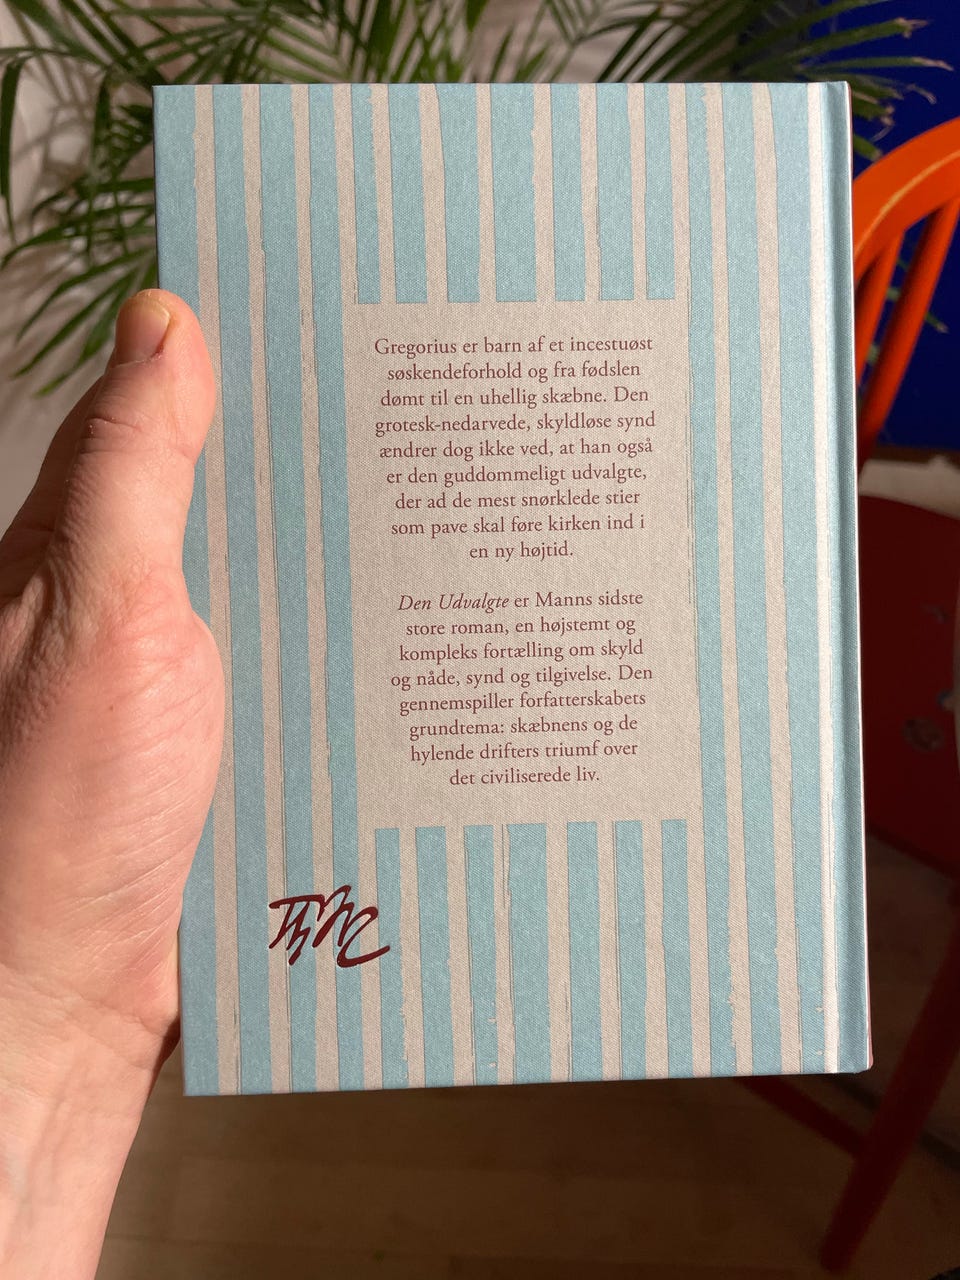 Gregorius er barn af et incestuøst
søskendeforhold og fra fødslen
dømt til en uhellig skæbne. Den
grotesk-nedarvede, skyldløse synd
ændrer dog ikke ved, at han også
er den guddommeligt udvalgte,
der ad de mest snørklede stier
som pave skal føre kirken ind i
en ny højtid.
Den Udvalgte er Manns sidste
store roman, en højstemt og
kompleks fortælling om skyld
og nåde, synd og tilgivelse. Den
gennemspiller forfatterskabets
grundtema: skæbnens og de
hylende drifters triumf over
det civiliserede liv.